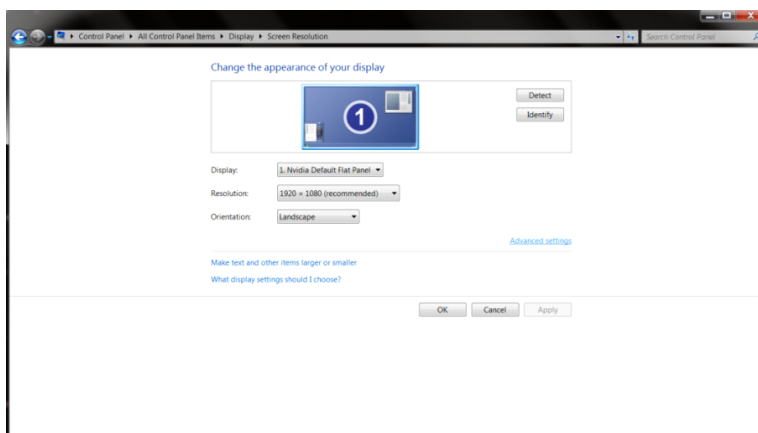 Control Panel ▸ All Control Panel Items ▸ Display ▸ Screen Resolution
Search Control Panel
Change the appearance of your display
1
Detect
Identify
Display: 1. Nvidia Default Flat Panel
Resolution: 1920 × 1080 (recommended)
Orientation: Landscape
Advanced settings
Make text and other items larger or smaller
What display settings should I choose?
OK Cancel Apply